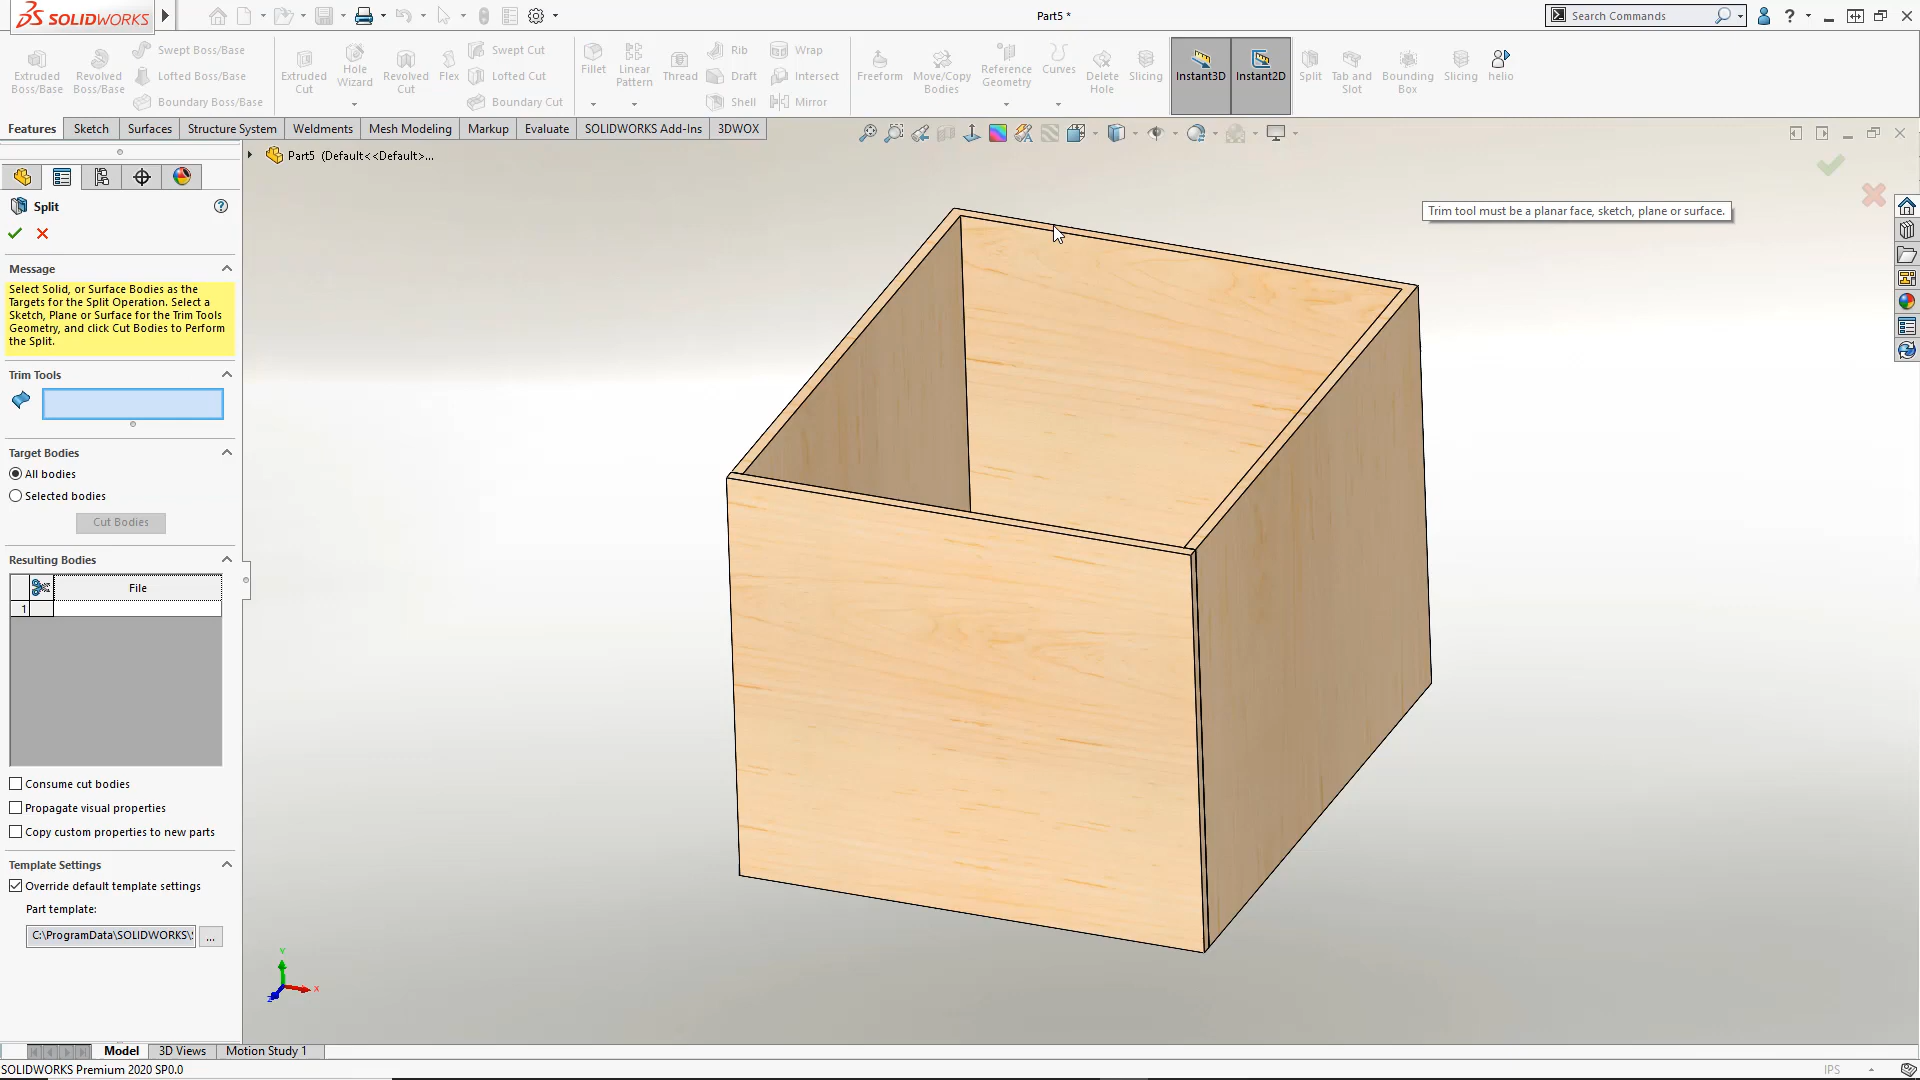 SOLIDWORKS
Part5 *
Search Commands
Extruded Boss/Base
Revolved Boss/Base
Swept Boss/Base
Lofted Boss/Base
Boundary Boss/Base
Extruded Cut
Hole Wizard
Revolved Cut
Flex
Swept Cut
Lofted Cut
Boundary Cut
Fillet
Linear Pattern
Thread
Rib
Draft
Shell
Wrap
Intersect
Mirror
Freeform
Move/Copy Bodies
Reference Geometry
Curves
Delete Hole
Slicing
Instant3D
Instant2D
Split
Tab and Slot
Bounding Box
Slicing
helio
Features
Sketch
Surfaces
Structure System
Weldments
Mesh Modeling
Markup
Evaluate
SOLIDWORKS Add-Ins
3DWOX
Part5 (Default<<Default>...
Split
Trim tool must be a planar face, sketch, plane or surface.
Message
Select Solid, or Surface Bodies as the
Targets for the Split Operation. Select a
Sketch, Plane or Surface for the Trim Tools
Geometry, and click Cut Bodies to Perform
the Split.
Trim Tools
Target Bodies
All bodies
Selected bodies
Cut Bodies
Resulting Bodies
File
1
Consume cut bodies
Propagate visual properties
Copy custom properties to new parts
Template Settings
Override default template settings
Part template:
C:\ProgramData\SOLIDWORKS\
...
Y
X
Z
Model
3D Views
Motion Study 1
SOLIDWORKS Premium 2020 SP0.0
IPS